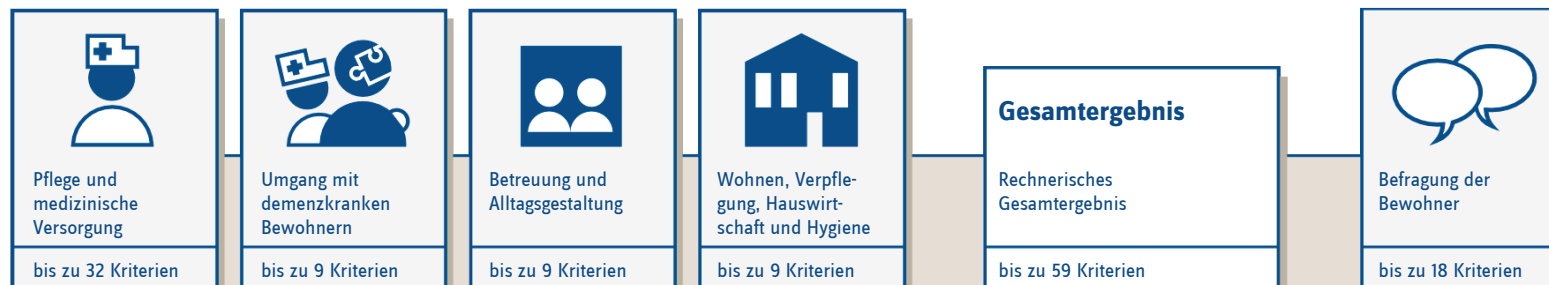 Pflege und
medizinische
Versorgung
bis zu 32 Kriterien
Umgang mit
demenzkranken
Bewohnern
bis zu 9 Kriterien
Betreuung und
Alltagsgestaltung
bis zu 9 Kriterien
Wohnen, Verpfle-
gung, Hauswirt-
schaft und Hygiene
bis zu 9 Kriterien
Gesamtergebnis
Rechnerisches
Gesamtergebnis
bis zu 59 Kriterien
Befragung der
Bewohner
bis zu 18 Kriterien